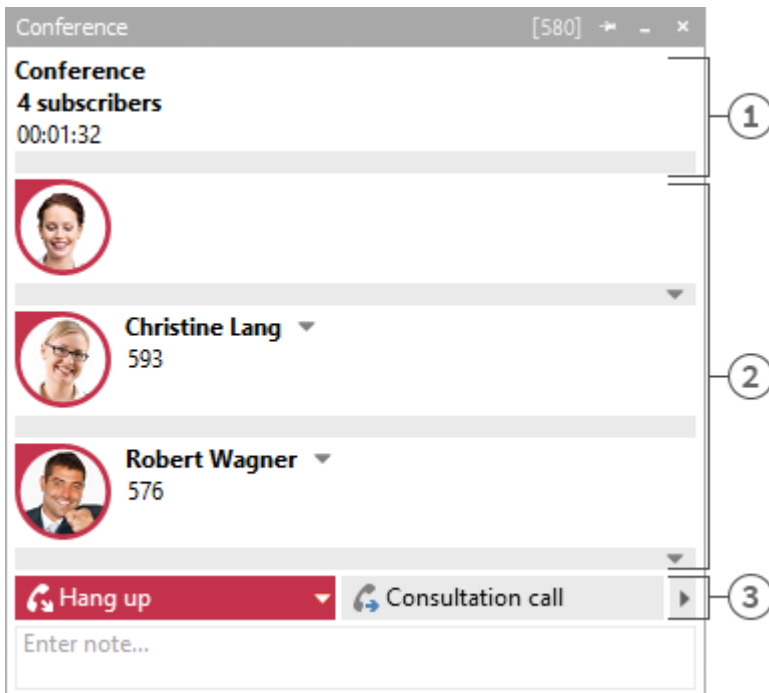 Conference [580]
Conference
4 subscribers
00:01:32
1
Christine Lang
593
2
Robert Wagner
576
Hang up Consultation call
3
Enter note...